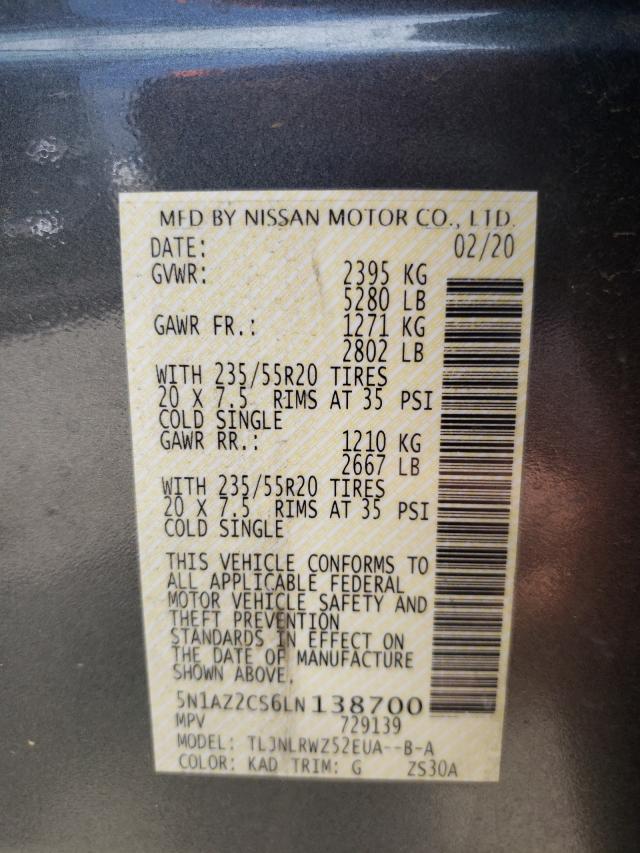 MFD BY NISSAN MOTOR CO., LTD.
DATE: 02/20
GVWR: 2395 KG
5280 LB
GAWR FR.: 1271 KG
2802 LB
WITH 235/55R20 TIRES
20 X 7.5 RIMS AT 35 PSI
COLD SINGLE
GAWR RR.: 1210 KG
2667 LB
WITH 235/55R20 TIRES
20 X 7.5 RIMS AT 35 PSI
COLD SINGLE
THIS VEHICLE CONFORMS TO
ALL APPLICABLE FEDERAL
MOTOR VEHICLE SAFETY AND
THEFT PREVENTION
STANDARDS IN EFFECT ON
THE DATE OF MANUFACTURE
SHOWN ABOVE.
5N1AZ2CS6LN138700
MPV 729139
MODEL: TLJNLRWZ52EUA--B-A
COLOR: KAD TRIM: G ZS30A